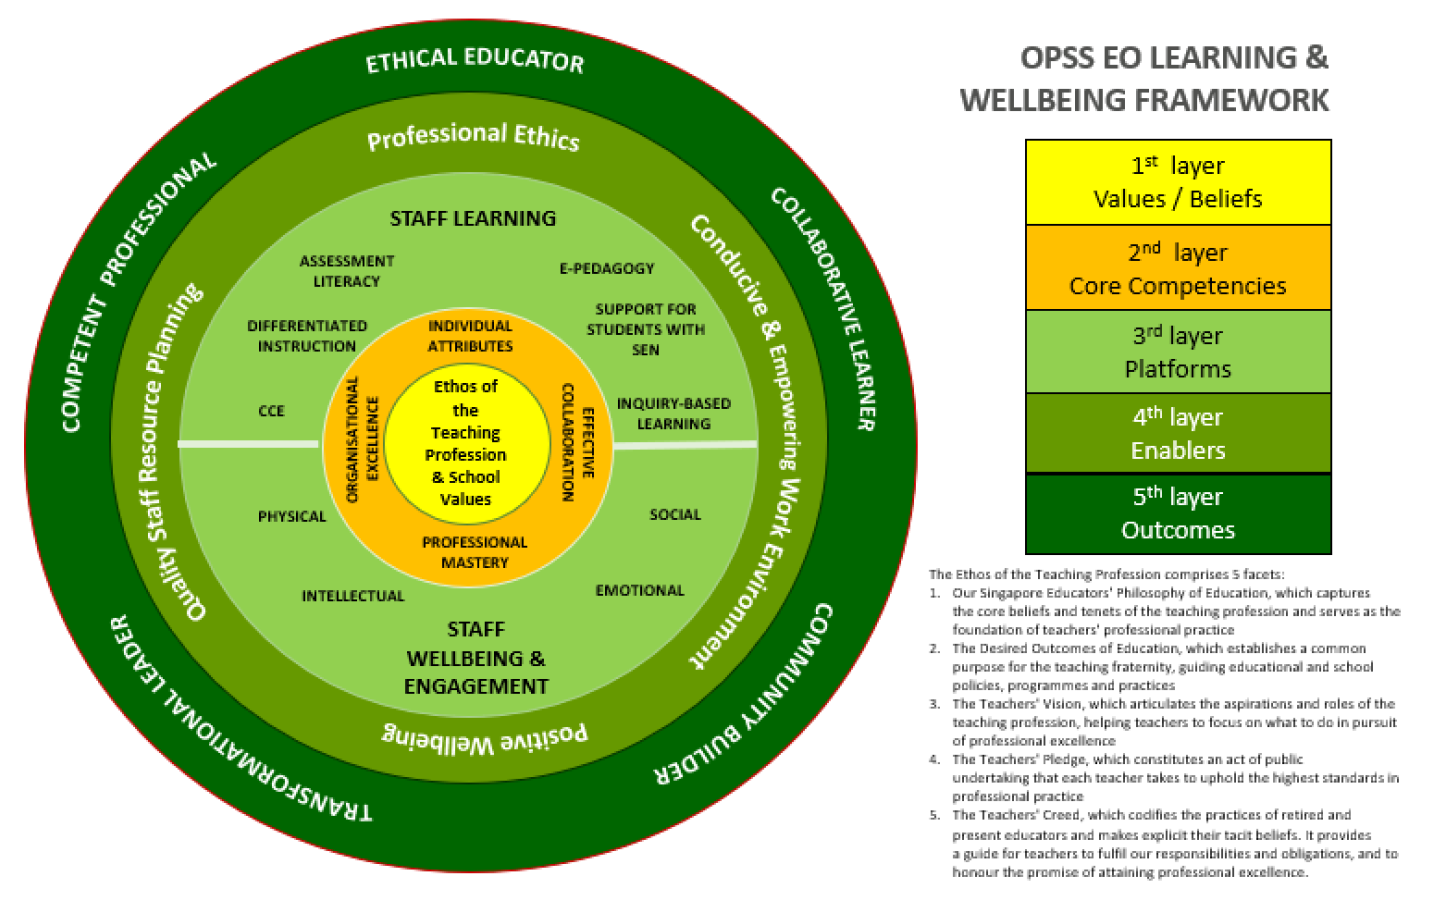 ETHICAL EDUCATOR
COMPETENT PROFESSIONAL
COLLABORATIVE LEARNER
TRANSFORMATIONAL LEADER
COMMUNITY BUILDER
Professional Ethics
Quality Staff Resource Planning
Conducive & Empowering Work Environment
Positive Wellbeing
STAFF LEARNING
ASSESSMENT
LITERACY
E-PEDAGOGY
DIFFERENTIATED
INSTRUCTION
SUPPORT FOR
STUDENTS WITH
SEN
CCE
INQUIRY-BASED
LEARNING
INDIVIDUAL
ATTRIBUTES
ORGANISATIONAL
EXCELLENCE
EFFECTIVE
COLLABORATION
PROFESSIONAL
MASTERY
Ethos of
the
Teaching
Profession
& School
Values
PHYSICAL
SOCIAL
INTELLECTUAL
EMOTIONAL
STAFF
WELLBEING &
ENGAGEMENT
OPSS EO LEARNING &
WELLBEING FRAMEWORK
1st layer
Values / Beliefs
2nd layer
Core Competencies
3rd layer
Platforms
4th layer
Enablers
5th layer
Outcomes
The Ethos of the Teaching Profession comprises 5 facets:
1. Our Singapore Educators' Philosophy of Education, which captures
the core beliefs and tenets of the teaching profession and serves as the
foundation of teachers' professional practice
2. The Desired Outcomes of Education, which establishes a common
purpose for the teaching fraternity, guiding educational and school
policies, programmes and practices
3. The Teachers' Vision, which articulates the aspirations and roles of the
teaching profession, helping teachers to focus on what to do in pursuit
of professional excellence
4. The Teachers' Pledge, which constitutes an act of public
undertaking that each teacher takes to uphold the highest standards in
professional practice
5. The Teachers' Creed, which codifies the practices of retired and
present educators and makes explicit their tacit beliefs. It provides
a guide for teachers to fulfil our responsibilities and obligations, and to
honour the promise of attaining professional excellence.